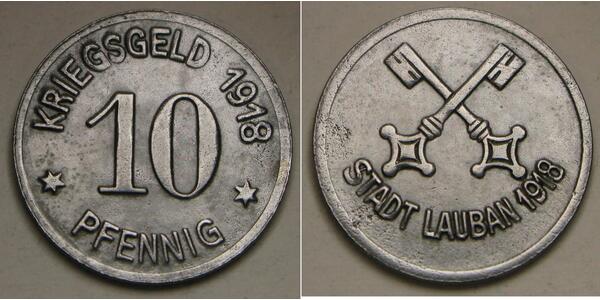 KRIEGSGELD 1918
10
PFENNIG
STADT LAUBAN 1918